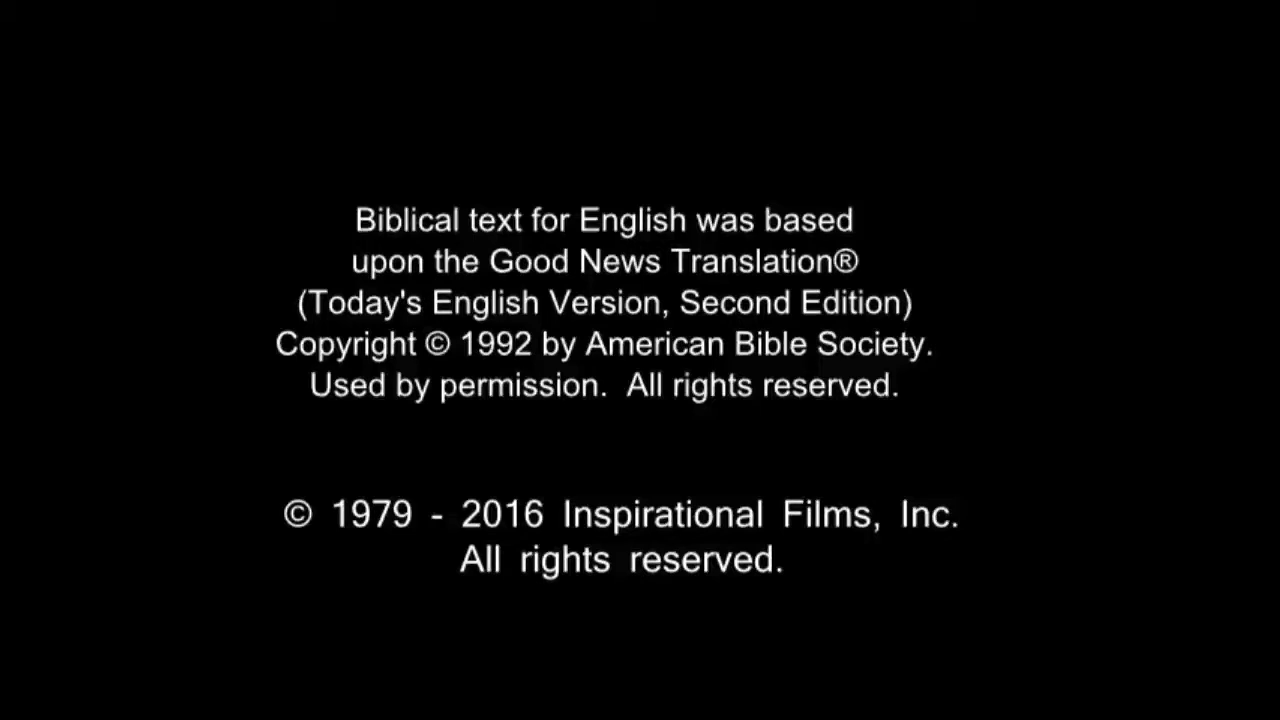 Biblical text for English was based
upon the Good News Translation®
(Today's English Version, Second Edition)
Copyright © 1992 by American Bible Society.
Used by permission.  All rights reserved.
© 1979 - 2016 Inspirational Films, Inc.
All rights reserved.